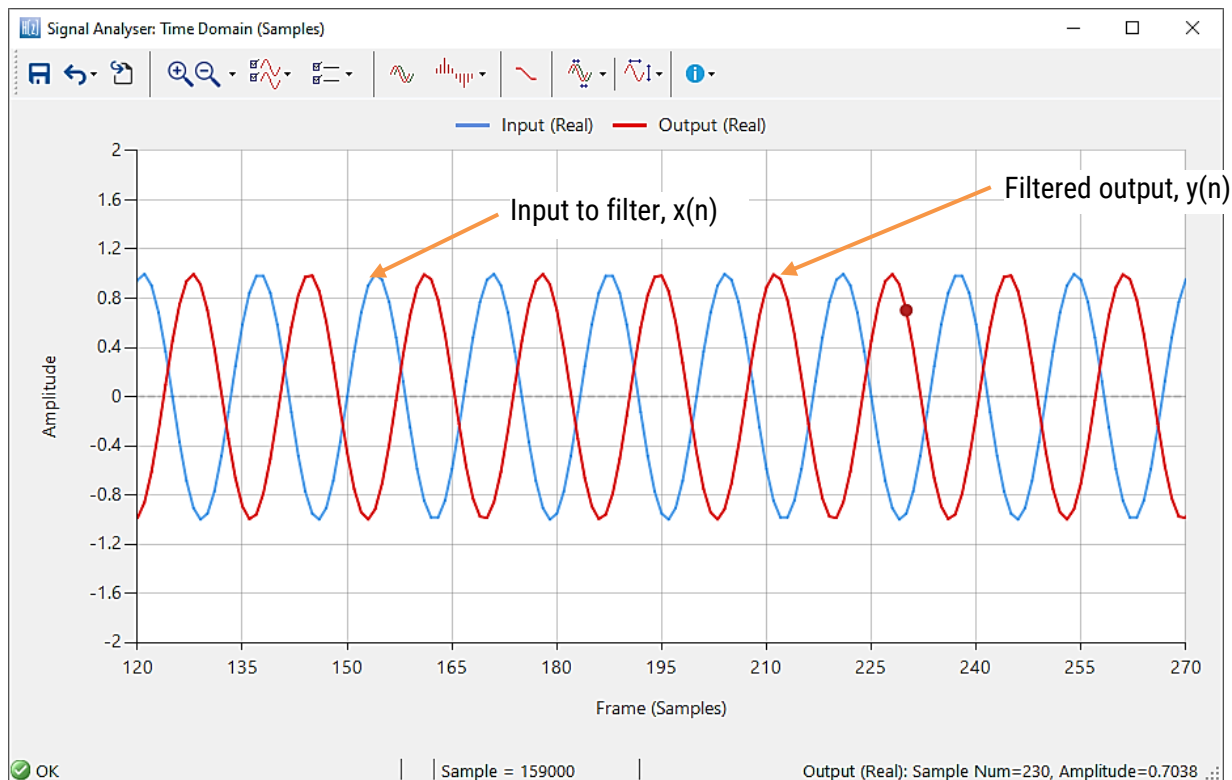 Signal Analyser: Time Domain (Samples)
Input (Real) Output (Real)
2
1.6
1.2
0.8
0.4
0
-0.4
-0.8
-1.2
-1.6
-2
Amplitude
Input to filter, x(n)
Filtered output, y(n)
120 135 150 165 180 195 210 225 240 255 270
Frame (Samples)
OK
Sample = 159000
Output (Real): Sample Num=230, Amplitude=0.7038